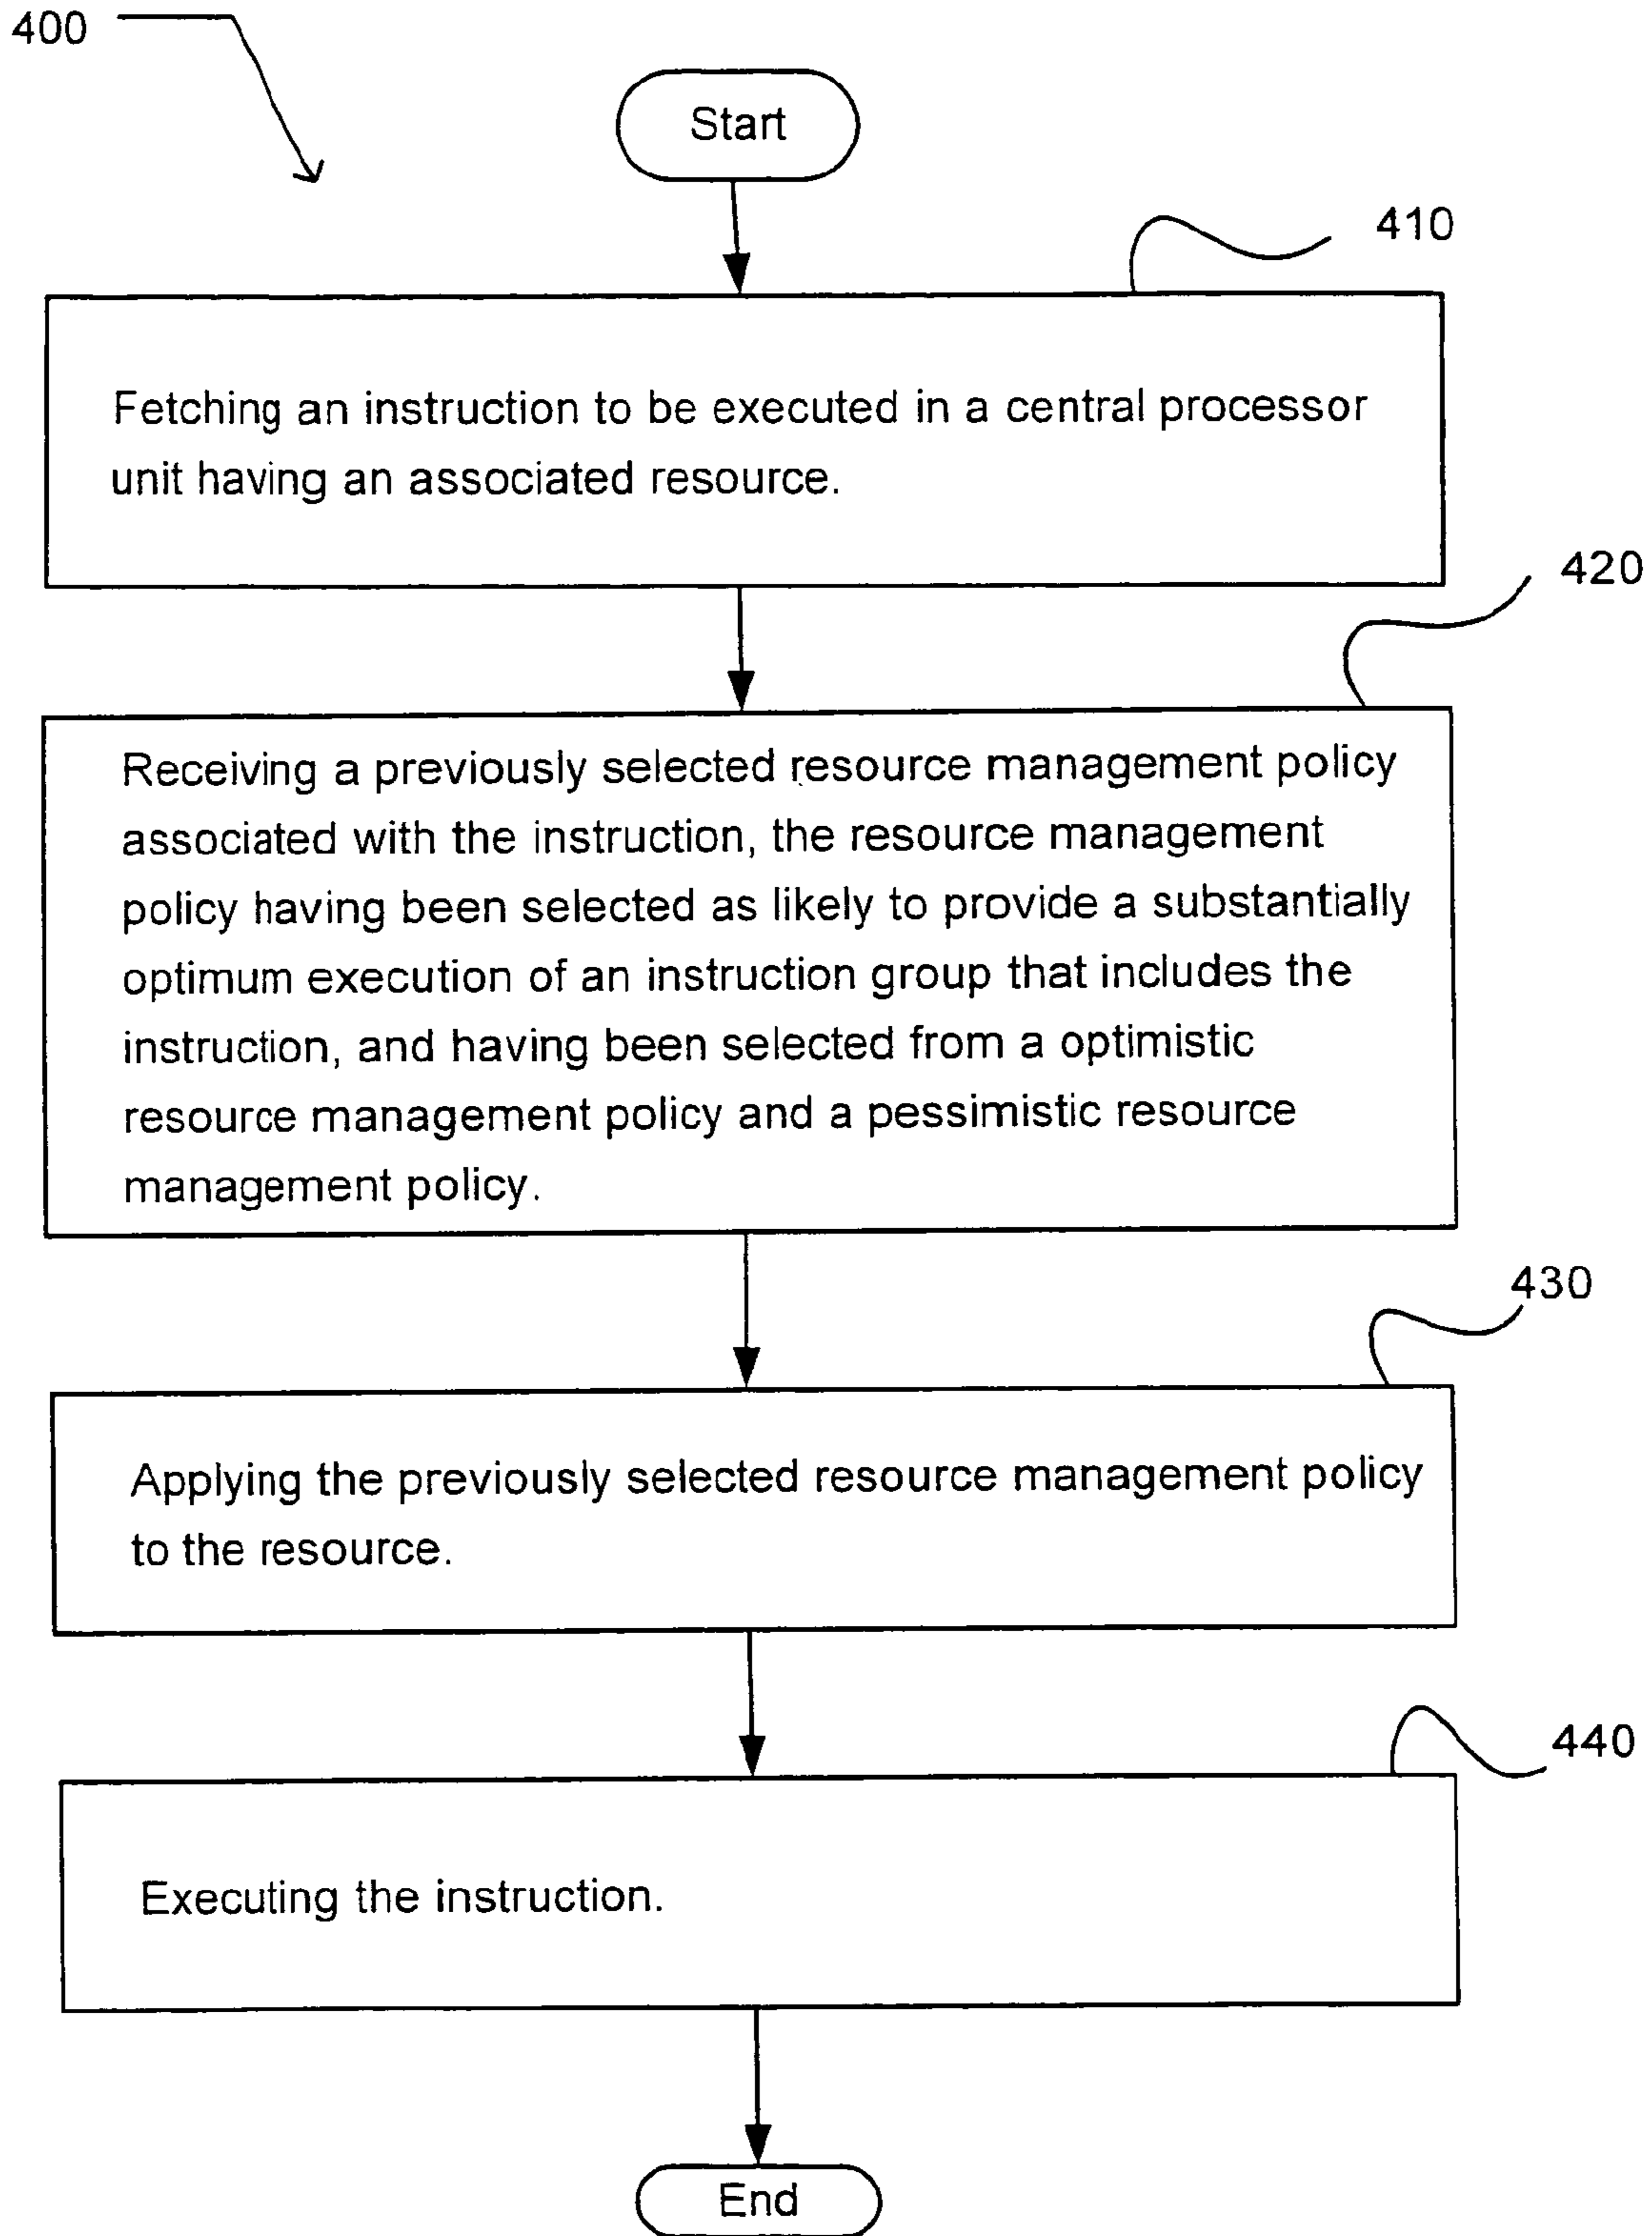 400
Start
410
Fetching an instruction to be executed in a central processor
unit having an associated resource.
420
Receiving a previously selected resource management policy
associated with the instruction, the resource management
policy having been selected as likely to provide a substantially
optimum execution of an instruction group that includes the
instruction, and having been selected from a optimistic
resource management policy and a pessimistic resource
management policy.
430
Applying the previously selected resource management policy
to the resource.
440
Executing the instruction.
End